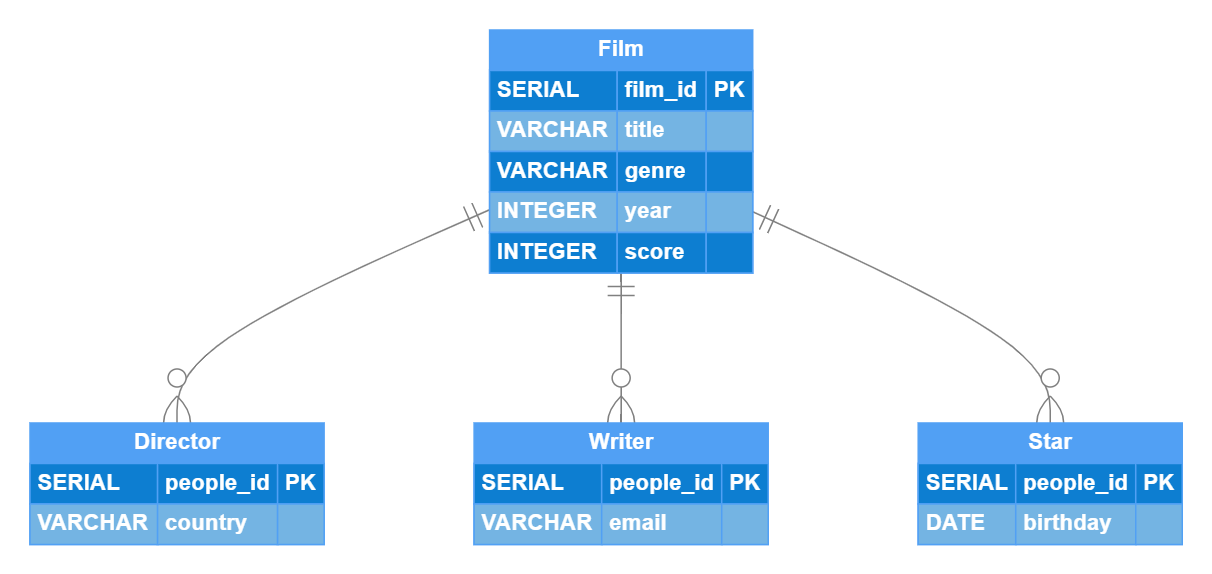 Film
SERIAL film_id PK
VARCHAR title
VARCHAR genre
INTEGER year
INTEGER score
Director
SERIAL people_id PK
VARCHAR country
Writer
SERIAL people_id PK
VARCHAR email
Star
SERIAL people_id PK
DATE birthday